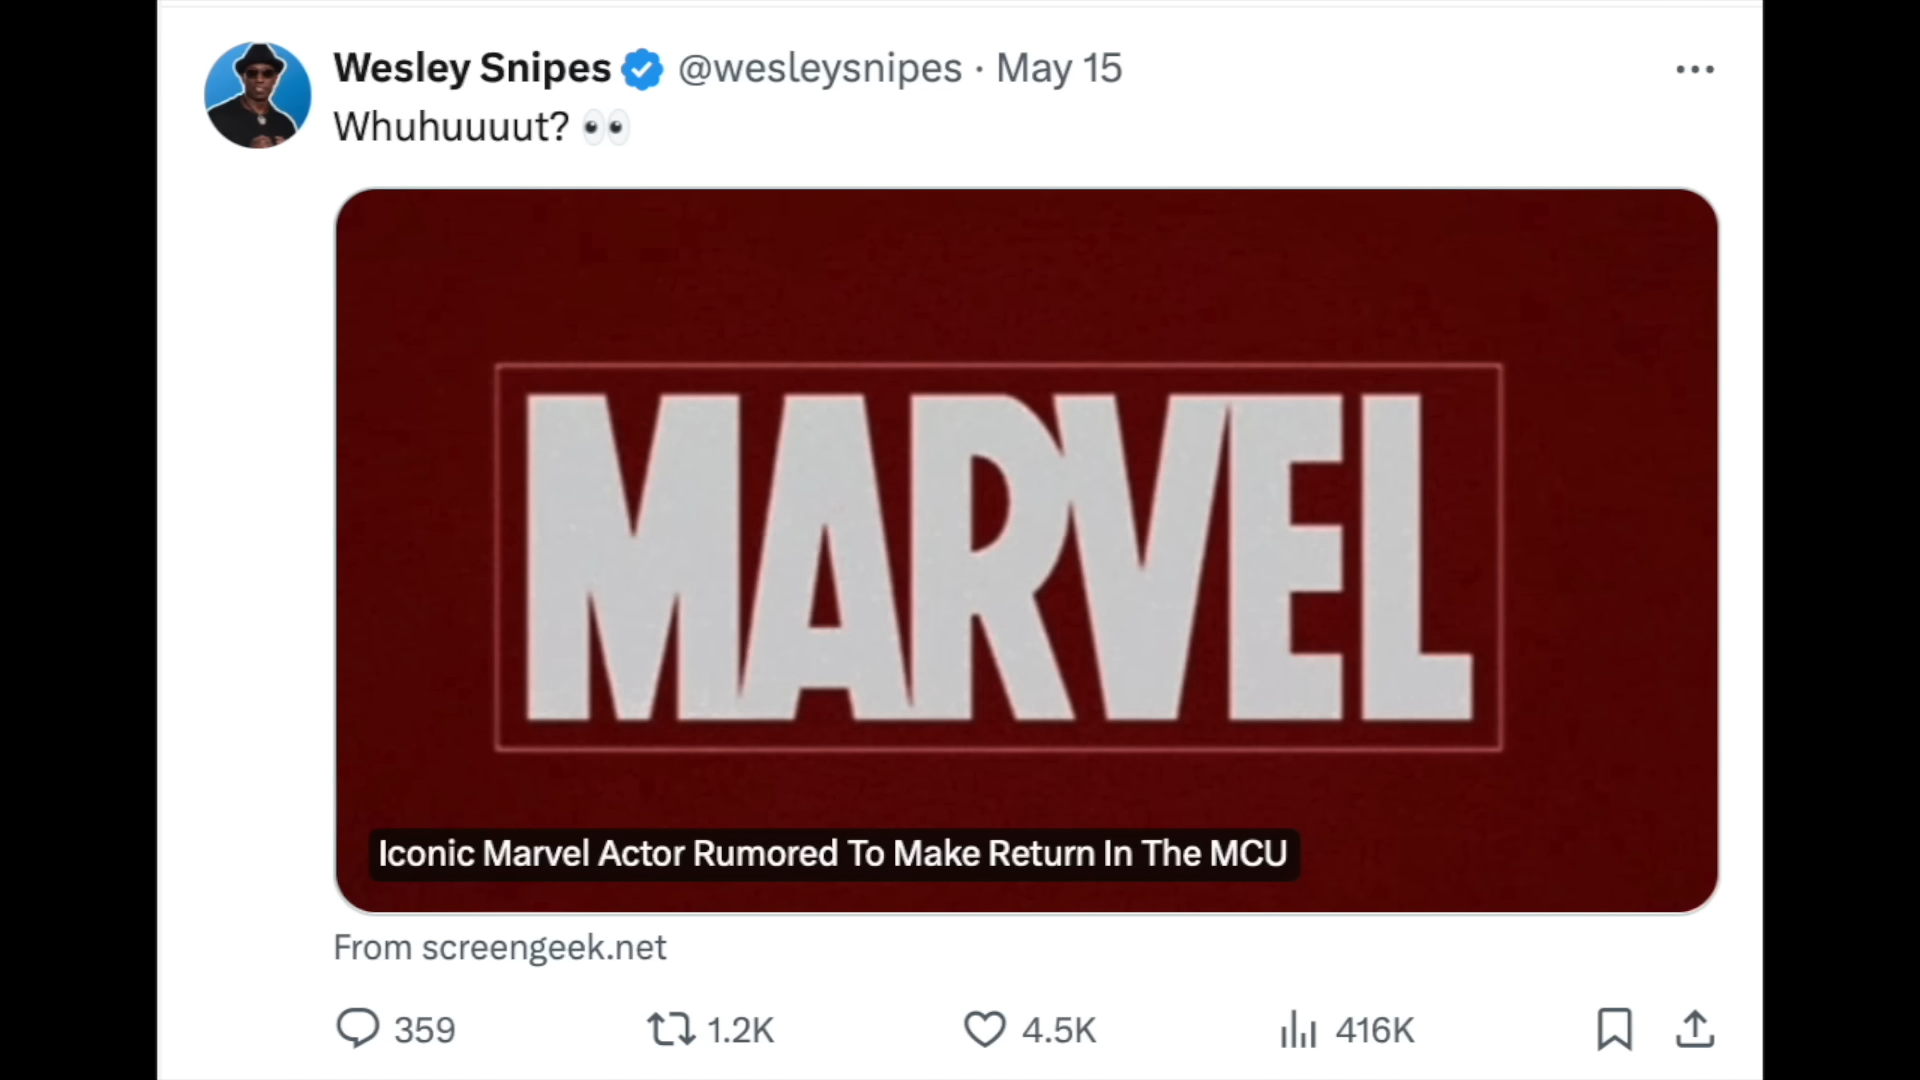 Wesley Snipes @wesleysnipes · May 15
Whuhuuuut? 👀
MARVEL
Iconic Marvel Actor Rumored To Make Return In The MCU
From screengeek.net
359 1.2K 4.5K 416K